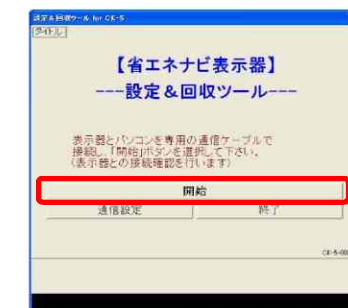 設定&回収ツール for CK-5
タイトル
【省エネナビ表示器】
---設定&回収ツール---
表示器とパソコンを専用の通信ケーブルで
接続し、「開始」ボタンを選択して下さい。
(表示器との接続確認を行います)
開始
通信設定
終了